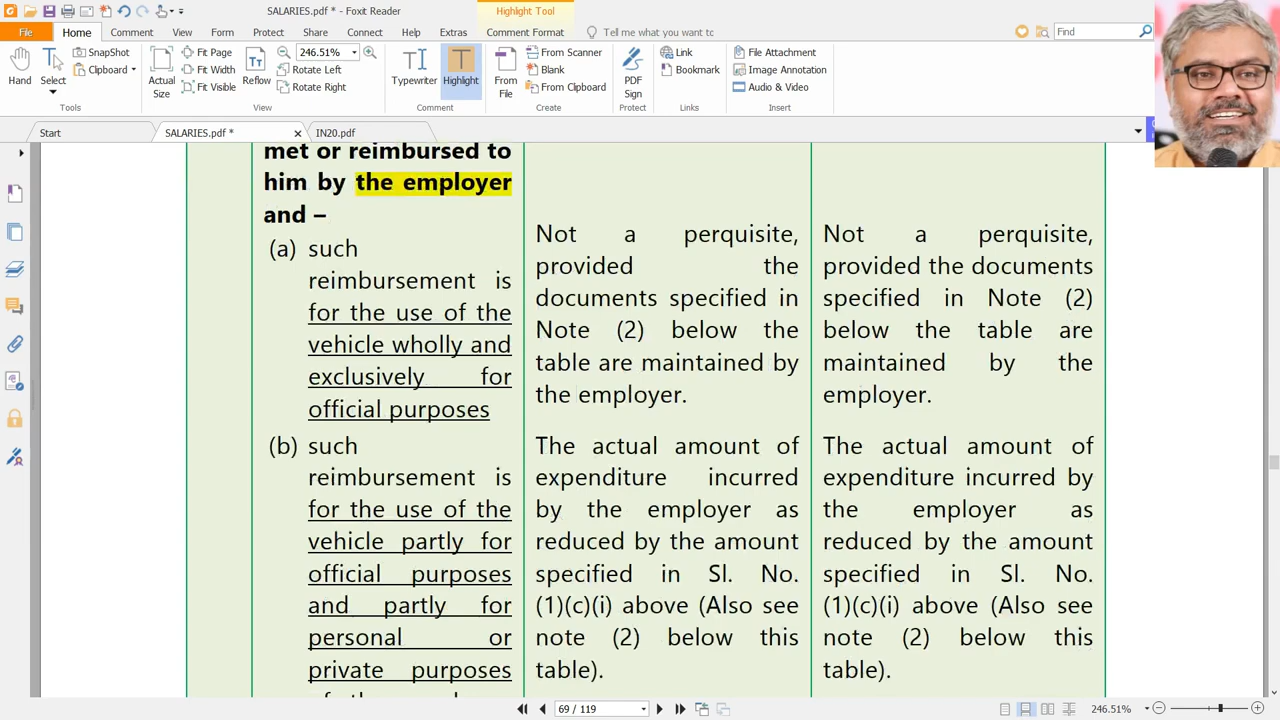 SALARIES.pdf * - Foxit Reader
Highlight Tool
File Home Comment View Form Protect Share Connect Help Extras Comment Format Tell me what you want tc
Find
Hand
Select
SnapShot
Clipboard
Tools
Actual Size
Fit Page
Fit Width
Fit Visible
Reflow
246.51%
Rotate Left
Rotate Right
View
Typewriter
Highlight
Comment
From File
From Scanner
Blank
From Clipboard
Create
PDF Sign
Protect
Link
Bookmark
Links
File Attachment
Image Annotation
Audio & Video
Insert
Start SALARIES.pdf * IN20.pdf
met or reimbursed to
him by the employer
and –
(a) such
reimbursement is
for the use of the
vehicle wholly and
exclusively for
official purposes
Not a perquisite,
provided the
documents specified in
Note (2) below the
table are maintained by
the employer.
Not a perquisite,
provided the documents
specified in Note (2)
below the table are
maintained by the
employer.
(b) such
reimbursement is
for the use of the
vehicle partly for
official purposes
and partly for
personal or
private purposes
The actual amount of
expenditure incurred
by the employer as
reduced by the amount
specified in Sl. No.
(1)(c)(i) above (Also see
note (2) below this
table).
The actual amount of
expenditure incurred by
the employer as
reduced by the amount
specified in Sl. No.
(1)(c)(i) above (Also see
note (2) below this
table).
69 / 119
246.51%